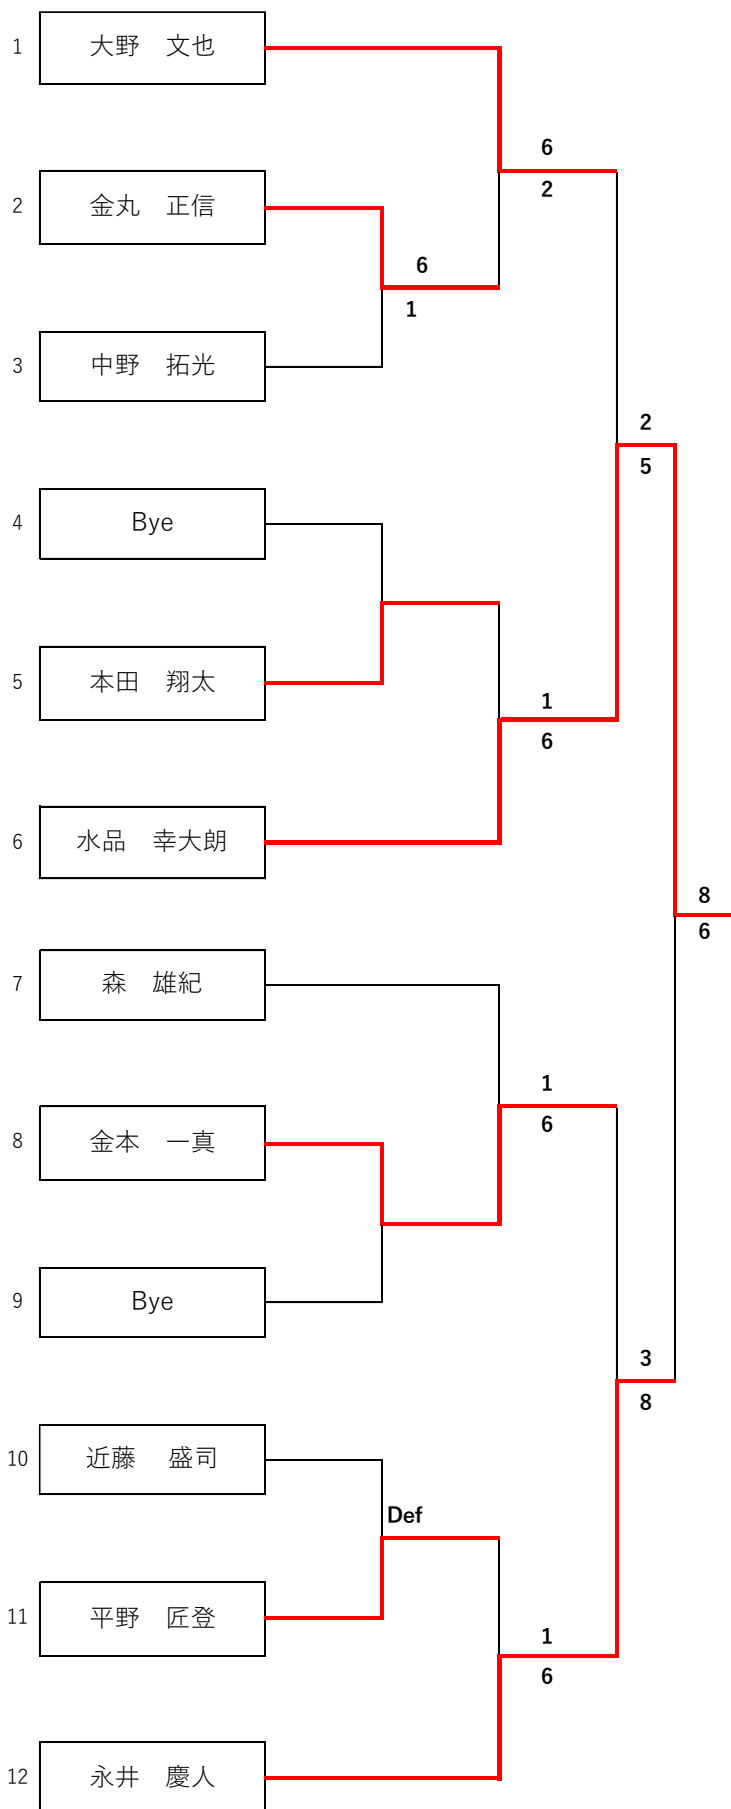 1 大野　文也
6
2 金丸　正信
2
6
1
3 中野　拓光
2
5
4 Bye
5 本田　翔太
1
6
6 水品　幸大朗
8
6
7 森　雄紀
1
6
8 金本　一真
9 Bye
3
8
10 近藤　盛司
Def
11 平野　匠登
1
6
12 永井　慶人